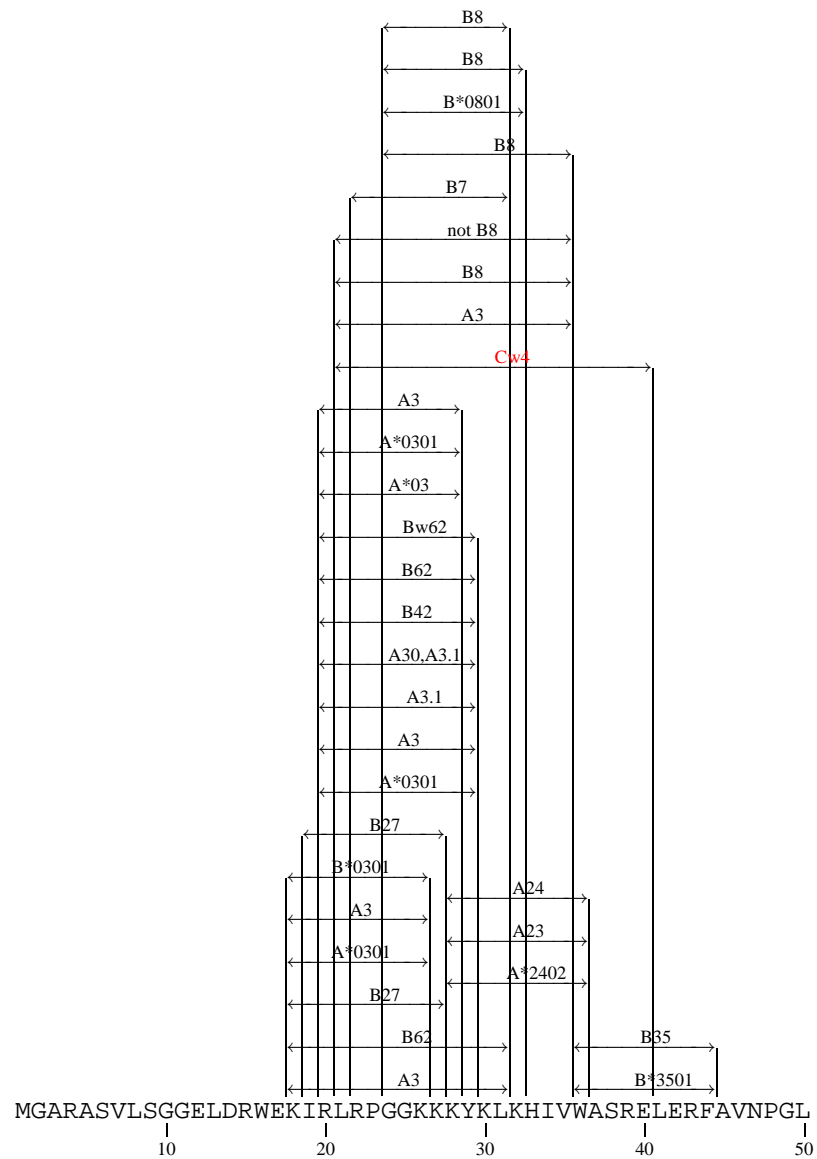 B8
B8
B*0801
B8
B7
not B8
B8
A3
Cw4
A3
A*0301
A*03
Bw62
B62
B42
A30,A3.1
A3.1
A3
A*0301
B27
B*0301
A24
A3
A23
A*0301
A*2402
B27
B62
B35
A3
B*3501
MGARASVLSGGELDRWEKIRLRPGGKKKYKLKHIVWASRELERFAVNPGL
10 20 30 40 50